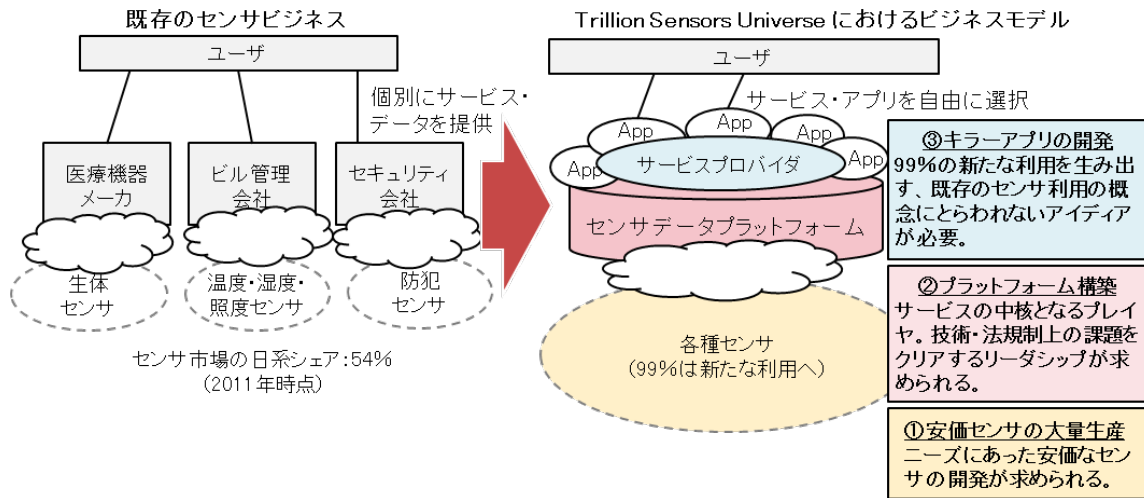 既存のセンサビジネス
ユーザ
個別にサービス・
データを提供
医療機器
メーカ
ビル管理
会社
セキュリティ
会社
生体
センサ
温度・湿度・
照度センサ
防犯
センサ
センサ市場の日系シェア：54%
(2011年時点)
Trillion Sensors Universe におけるビジネスモデル
ユーザ
サービス・アプリを自由に選択
App
App
App
App
App
サービスプロバイダ
センサデータプラットフォーム
各種センサ
(99%は新たな利用へ)
③キラーアプリの開発
99%の新たな利用を生み出
す、既存のセンサ利用の概
念にとらわれないアイディア
が必要。
②プラットフォーム構築
サービスの中核となるプレイ
ヤ。技術・法規制上の課題を
クリアするリーダシップが求
められる。
①安価センサの大量生産
ニーズにあった安価なセン
サの開発が求められる。